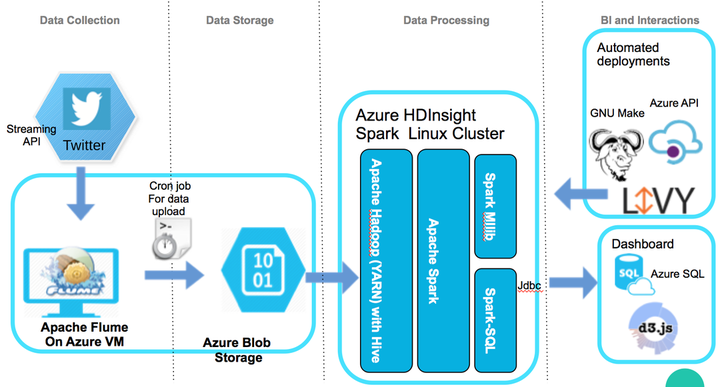 Data Collection
Data Storage
Data Processing
BI and Interactions
Streaming
API
Twitter
Cron job
For data
upload
>-
FLUME
Apache Flume
On Azure VM
10
01
Azure Blob
Storage
Azure HDInsight
Spark Linux Cluster
Apache Hadoop (YARN) with Hive
Apache Spark
Spark Mllib
Spark-SQL
Jdbc
Automated
deployments
GNU Make
Azure API
LIVY
Dashboard
SQL
Azure SQL
d3.js